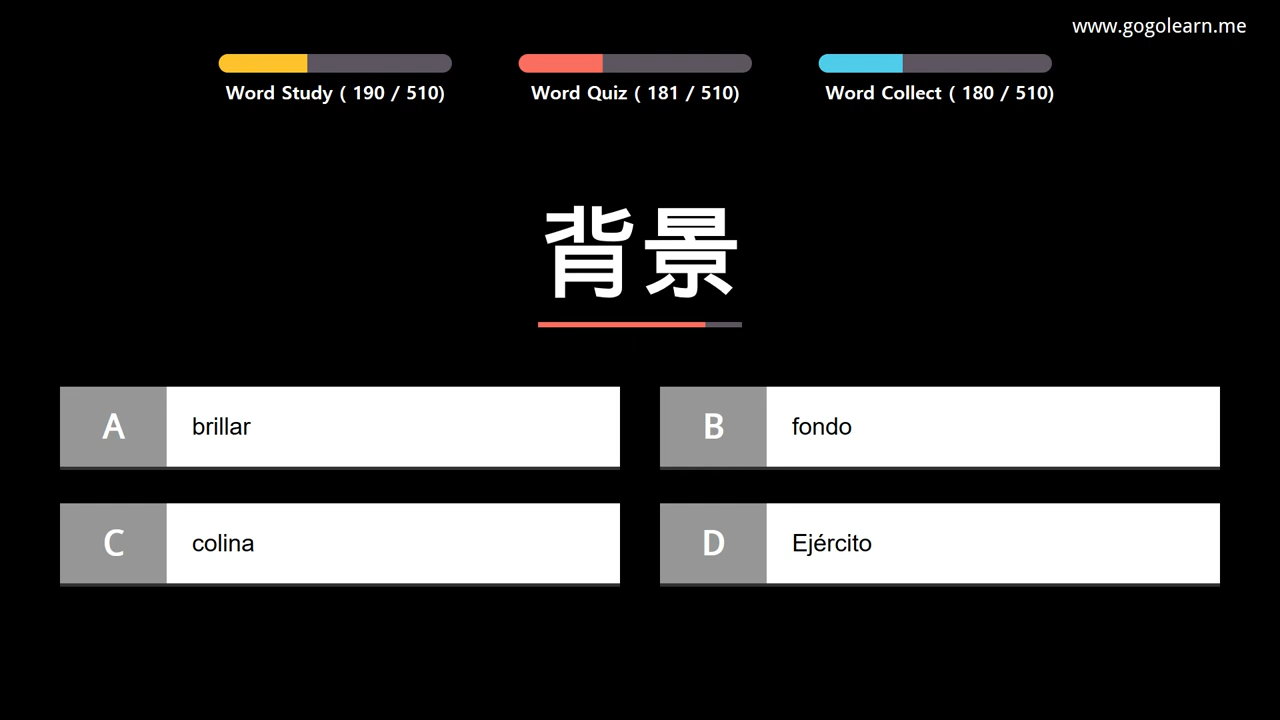 www.gogolearn.me
Word Study ( 190 / 510)
Word Quiz ( 181 / 510)
Word Collect ( 180 / 510)
背景
A brillar
B fondo
C colina
D Ejército